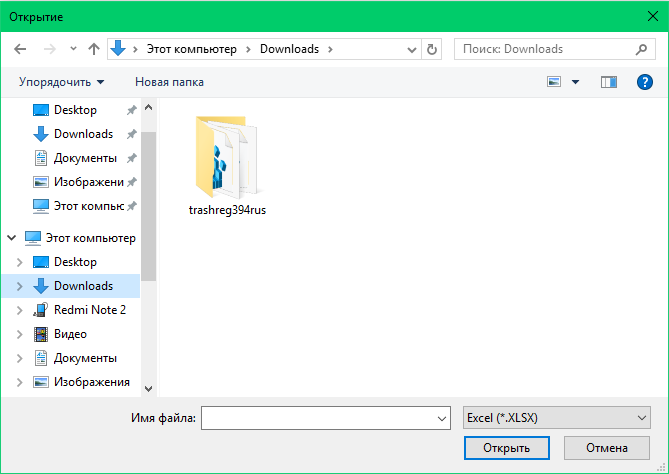 Открытие
Этот компьютер Downloads
Поиск: Downloads
Упорядочить Новая папка
Desktop
Downloads
Документы
Изображени
Этот компьк
Этот компьютер
Desktop
Downloads
Redmi Note 2
Видео
Документы
Изображения
trashreg394rus
Имя файла:
Excel (*.XLSX)
Открыть Отмена